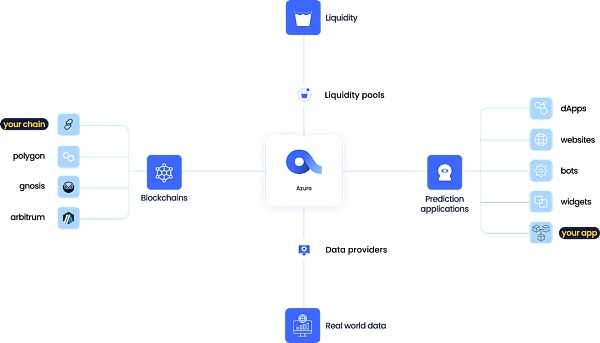 Liquidity
Liquidity pools
your chain
polygon
gnosis
arbitrum
Blockchains
Azuro
Prediction
applications
dApps
websites
bots
widgets
your app
Data providers
Real world data